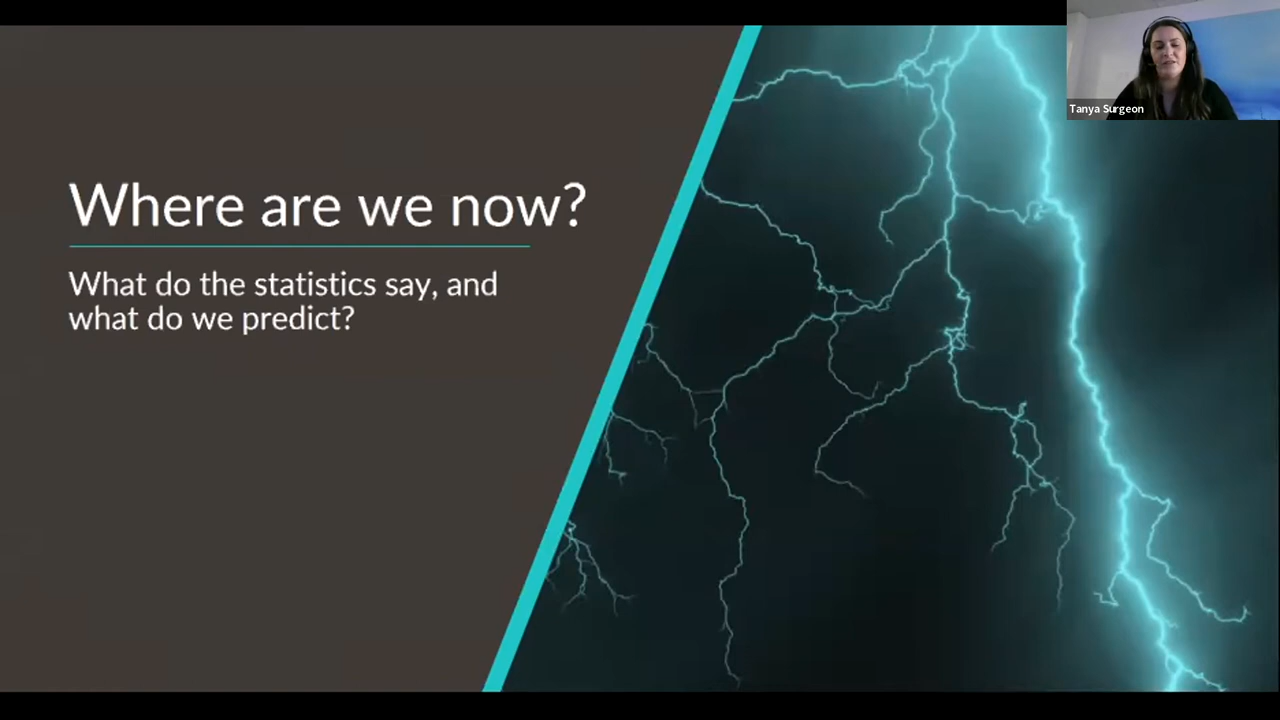 Where are we now?
What do the statistics say, and
what do we predict?
Tanya Surgeon